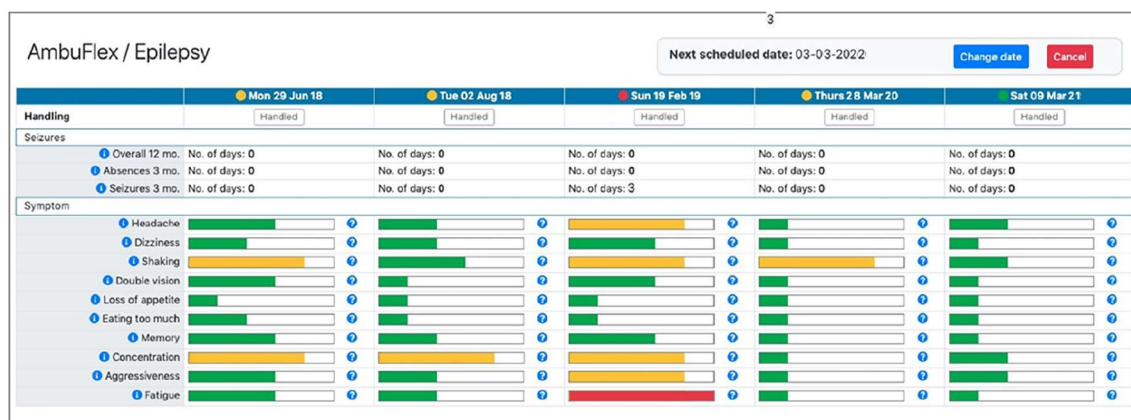 3
AmbuFlex / Epilepsy
Next scheduled date: 03-03-2022 Change date Cancel
Mon 29 Jun 18 Tue 02 Aug 18 Sun 19 Feb 19 Thurs 28 Mar 20 Sat 09 Mar 21
Handling Handled Handled Handled Handled Handled
Seizures
Overall 12 mo. No. of days: 0 No. of days: 0 No. of days: 0 No. of days: 0 No. of days: 0
Absences 3 mo. No. of days: 0 No. of days: 0 No. of days: 0 No. of days: 0 No. of days: 0
Seizures 3 mo. No. of days: 0 No. of days: 0 No. of days: 3 No. of days: 0 No. of days: 0
Symptom
Headache
Dizziness
Shaking
Double vision
Loss of appetite
Eating too much
Memory
Concentration
Aggressiveness
Fatigue